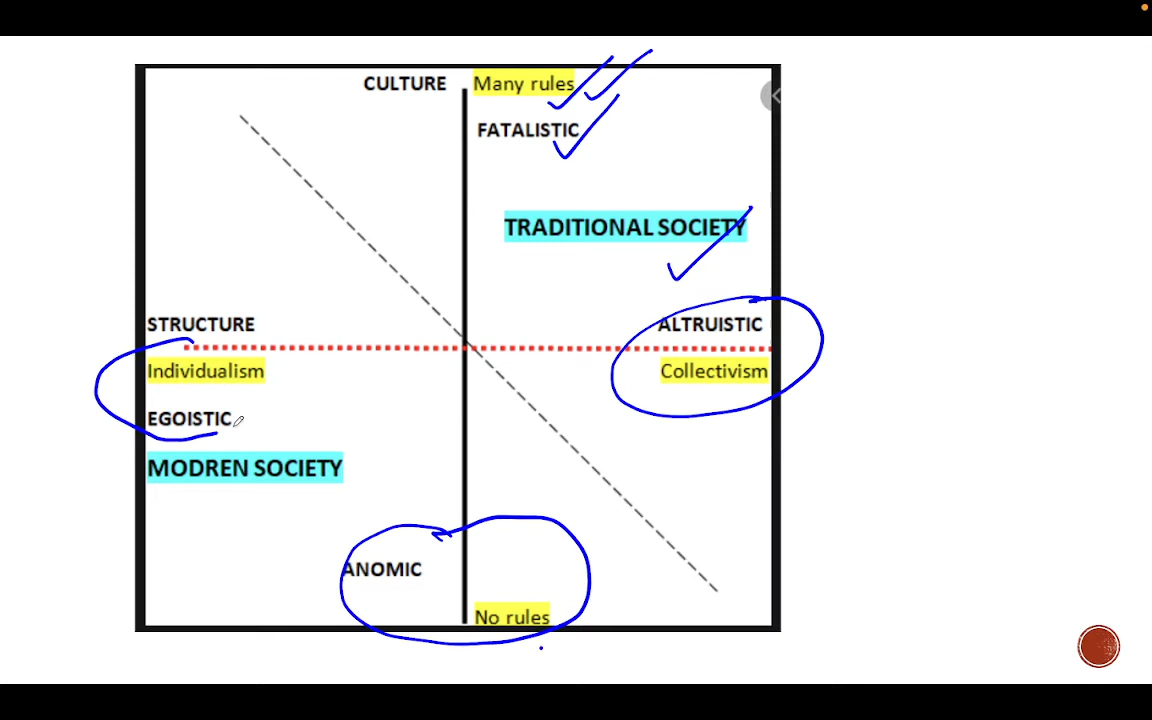 CULTURE Many rules
FATALISTIC
TRADITIONAL SOCIETY
STRUCTURE ALTRUISTIC
Individualism Collectivism
EGOISTIC
MODREN SOCIETY
ANOMIC
No rules